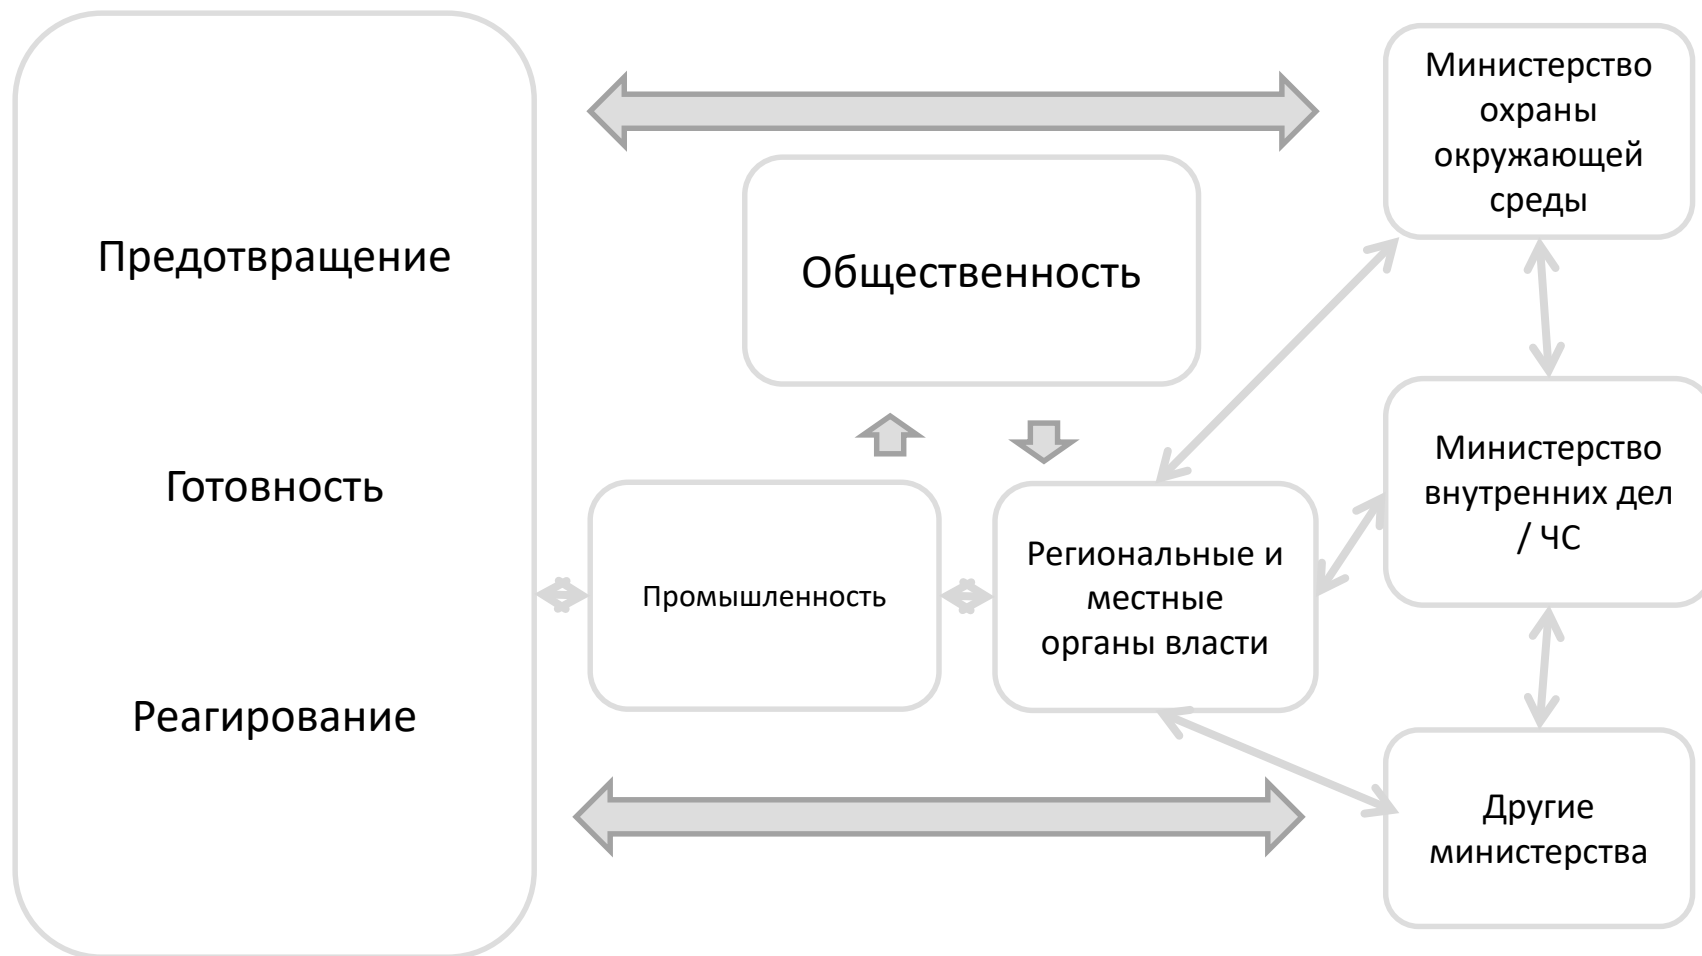 Предотвращение
Готовность
Реагирование
Общественность
Промышленность
Региональные и
местные
органы власти
Министерство
охраны
окружающей
среды
Министерство
внутренних дел
/ ЧС
Другие
министерства